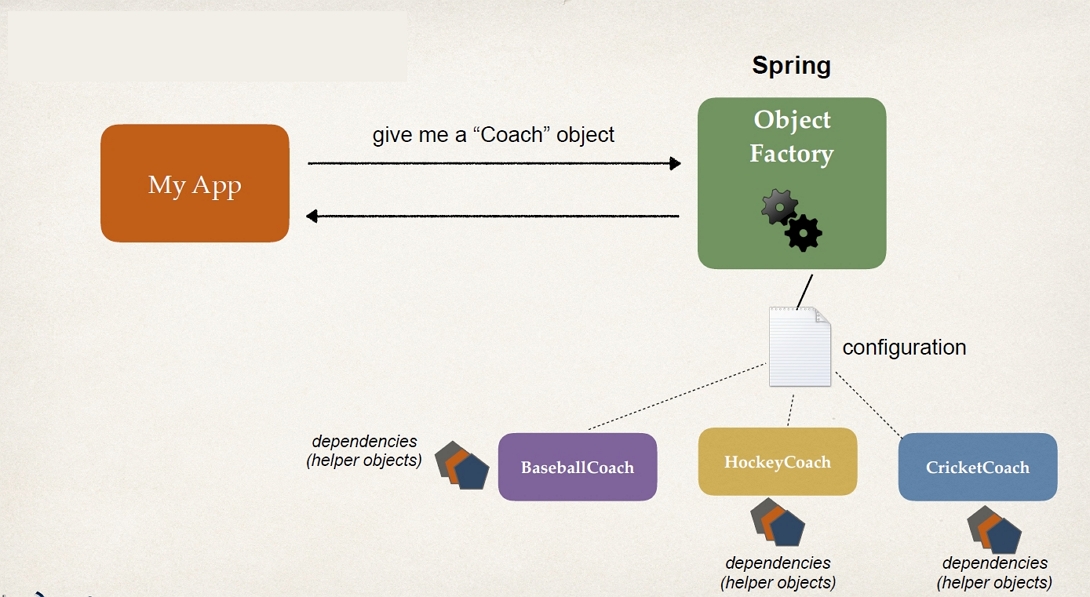 Spring
Object
Factory
give me a “Coach” object
My App
configuration
dependencies
(helper objects)
BaseballCoach
HockeyCoach
CricketCoach
dependencies
(helper objects)
dependencies
(helper objects)